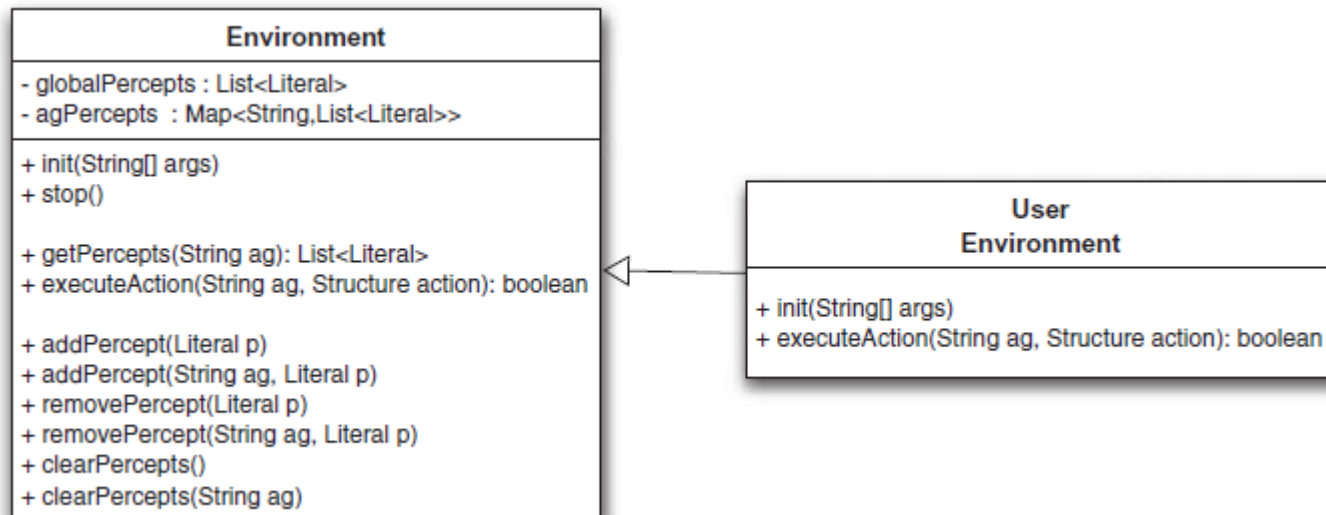 Environment
- globalPercepts : List<Literal>
- agPercepts : Map<String,List<Literal>>
+ init(String[] args)
+ stop()
+ getPercepts(String ag): List<Literal>
+ executeAction(String ag, Structure action): boolean
+ addPercept(Literal p)
+ addPercept(String ag, Literal p)
+ removePercept(Literal p)
+ removePercept(String ag, Literal p)
+ clearPercepts()
+ clearPercepts(String ag)
User
Environment
+ init(String[] args)
+ executeAction(String ag, Structure action): boolean